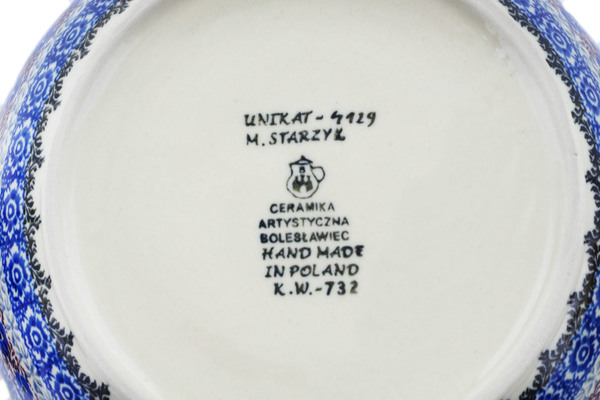 UNIKAT - 4129
M. STARZYK
B
CERAMIKA
ARTYSTYCZNA
BOLESŁAWIEC
HAND MADE
IN POLAND
K.W.-732